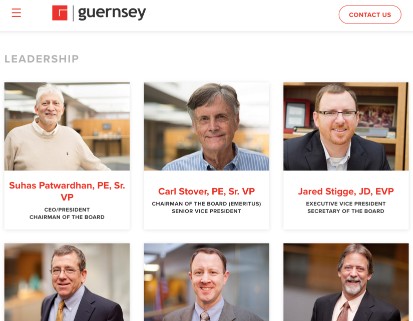 guernsey
CONTACT US
LEADERSHIP
Suhas Patwardhan, PE, Sr.
VP
CEO/PRESIDENT
CHAIRMAN OF THE BOARD
Carl Stover, PE, Sr. VP
CHAIRMAN OF THE BOARD (EMERITUS)
SENIOR VICE PRESIDENT
Jared Stigge, JD, EVP
EXECUTIVE VICE PRESIDENT
SECRETARY OF THE BOARD